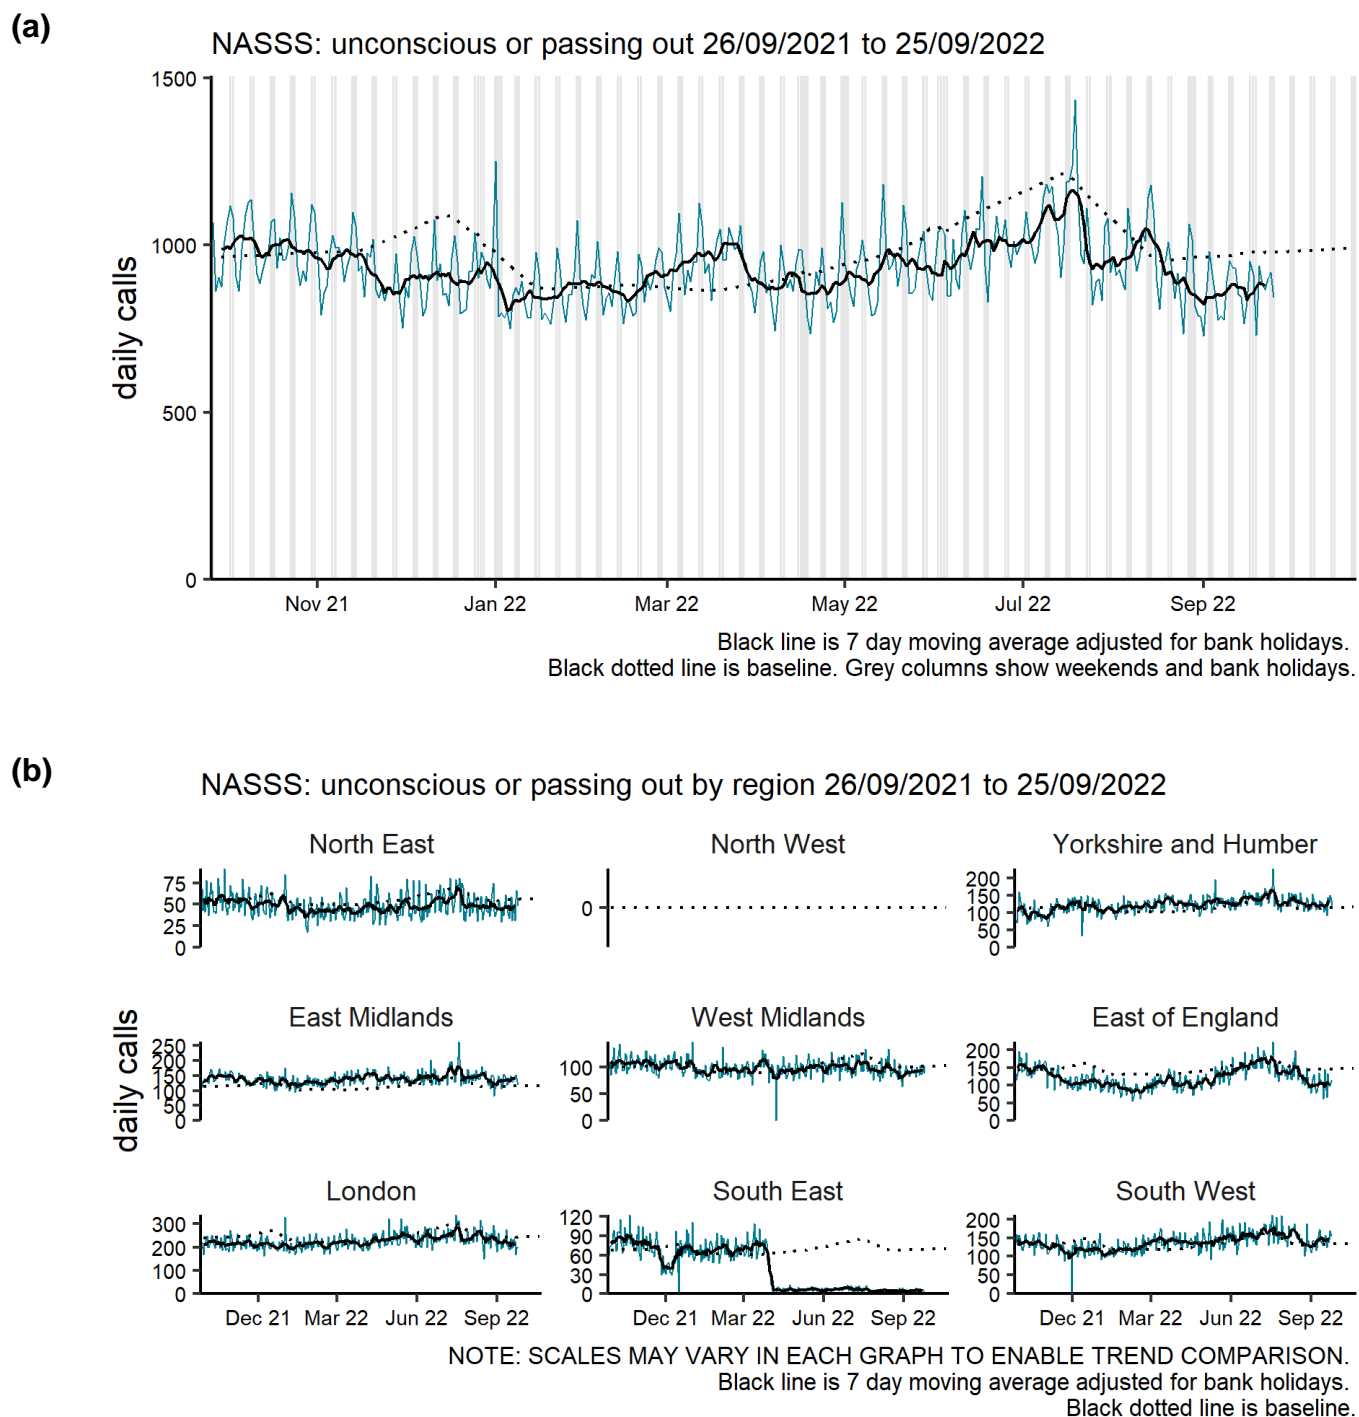 (a)
NASSS: unconscious or passing out 26/09/2021 to 25/09/2022
1500
1000
500
0
daily calls
Nov 21 Jan 22 Mar 22 May 22 Jul 22 Sep 22
Black line is 7 day moving average adjusted for bank holidays.
Black dotted line is baseline. Grey columns show weekends and bank holidays.
(b)
NASSS: unconscious or passing out by region 26/09/2021 to 25/09/2022
daily calls
North East
75
50
25
0
North West
0
Yorkshire and Humber
200
150
100
50
0
East Midlands
250
200
150
100
50
0
West Midlands
100
50
0
East of England
200
150
100
50
0
London
300
200
100
0
Dec 21 Mar 22 Jun 22 Sep 22
South East
120
90
60
30
0
Dec 21 Mar 22 Jun 22 Sep 22
South West
200
150
100
50
0
Dec 21 Mar 22 Jun 22 Sep 22
NOTE: SCALES MAY VARY IN EACH GRAPH TO ENABLE TREND COMPARISON.
Black line is 7 day moving average adjusted for bank holidays.
Black dotted line is baseline.